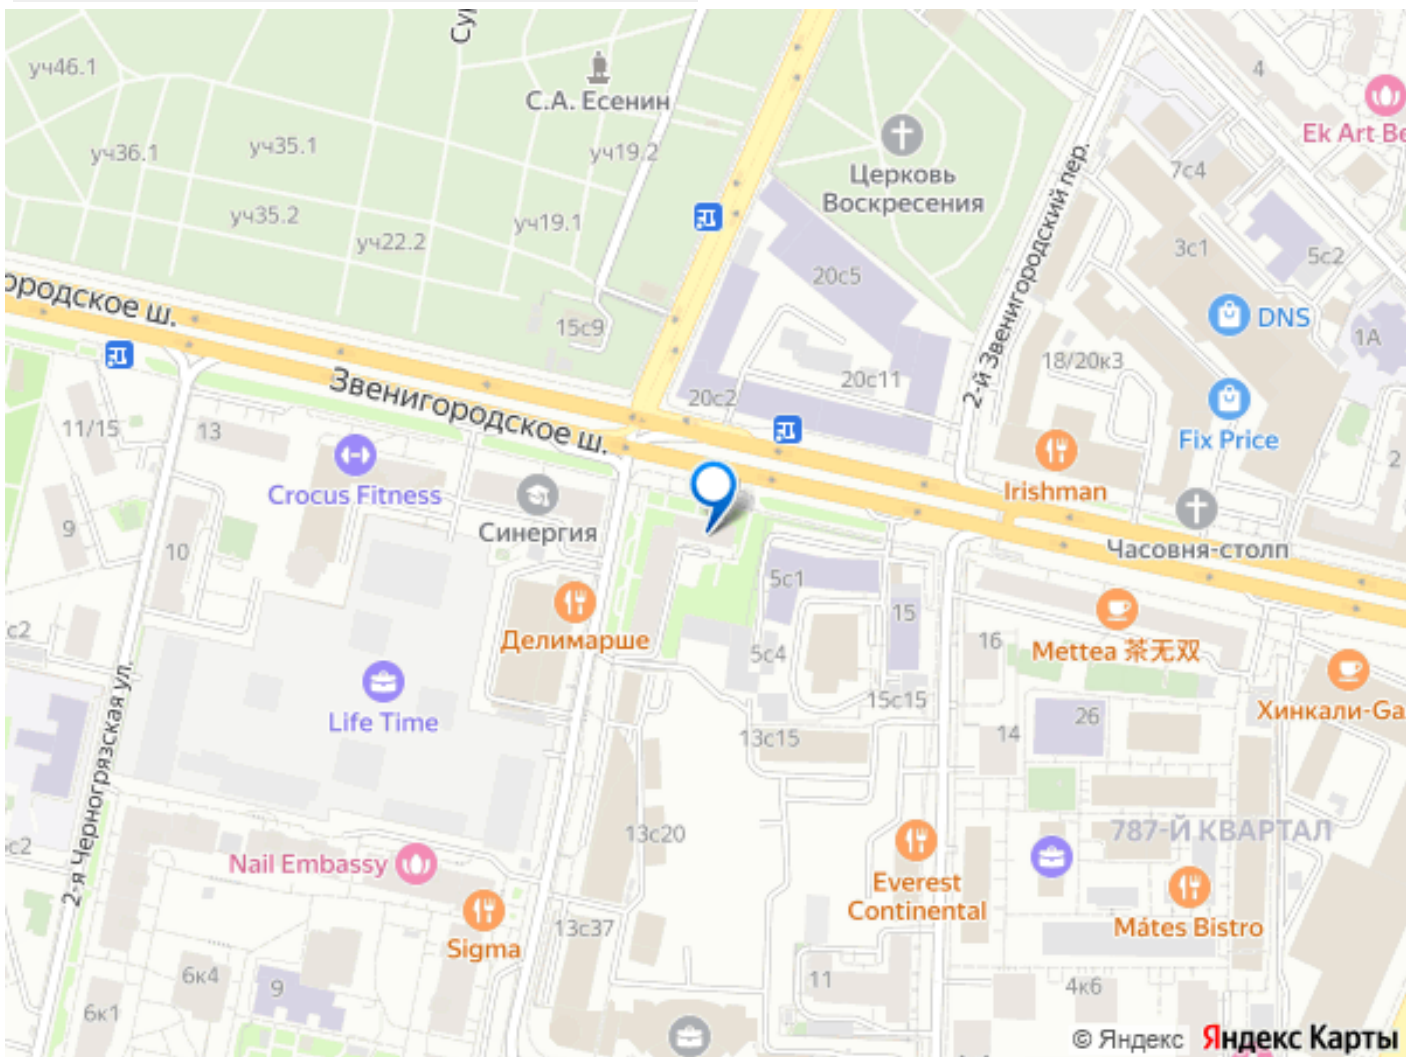 Су
уч46.1
С.А. Есенин
4
Ek Art Be
уч36.1
уч35.1
уч19.2
Церковь
Воскресения
7с4
уч35.2
уч22.2
уч19.1
3с1
5с2
20с5
2-й Звенигородский пер.
ородское ш.
15с9
DNS
1А
18/20к3
20с11
20с2
Звенигородское ш.
11/15
13
Fix Price
2
Crocus Fitness
Irishman
9
Синергия
10
Часовня-столп
5с1
15
16
с2
Делимарше
5с4
Mettea 茶无双
15с15
Life Time
26
Хинкали-Ga
14
13с15
2-я Черногрязская ул.
13с20
787-Й КВАРТАЛ
с2
Nail Embassy
Everest
Continental
Mátes Bistro
13с37
Sigma
6к4
9
11
4к6
6к1
© Яндекс Яндекс Карты